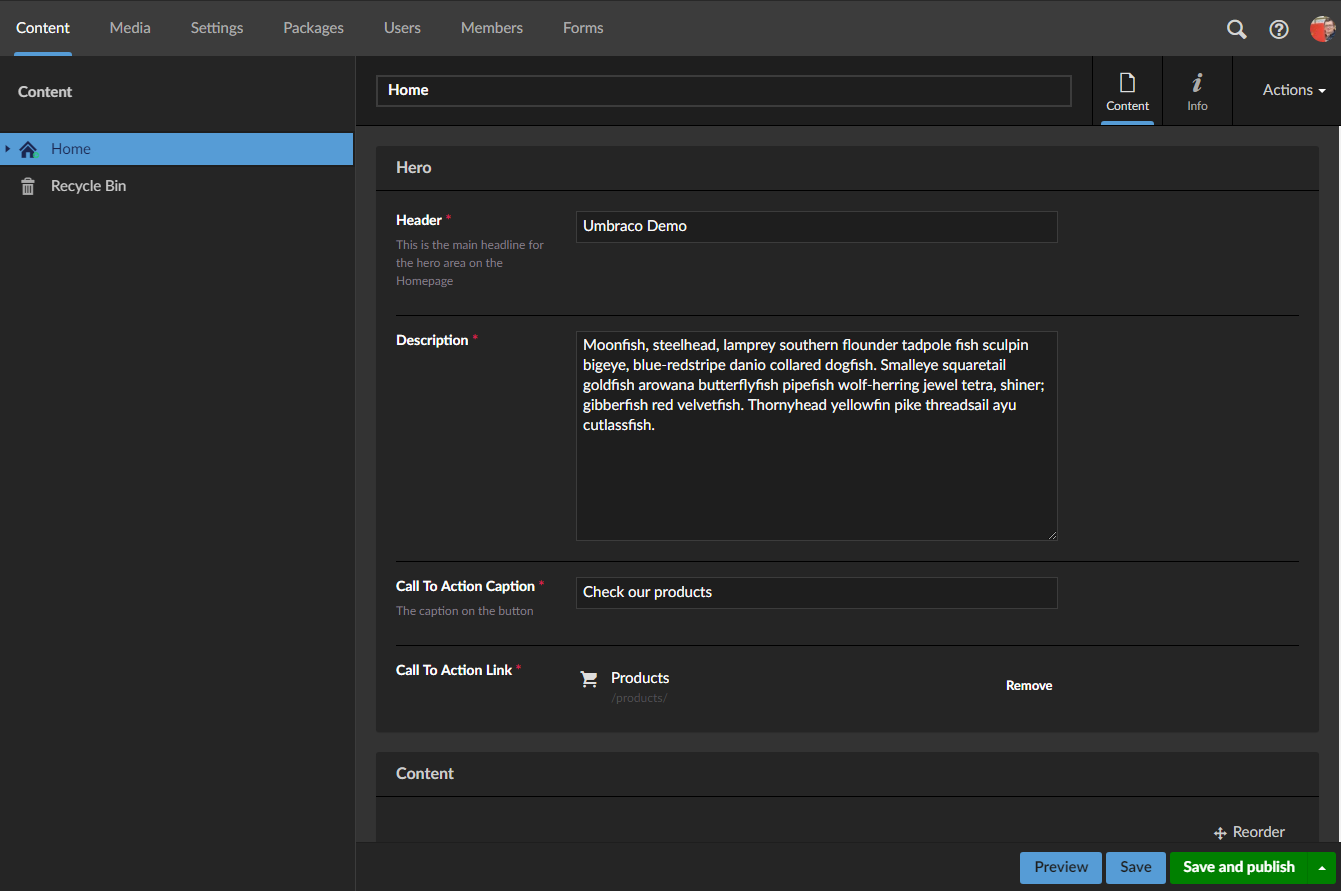 Content Media Settings Packages Users Members Forms
Content
Home
Recycle Bin
Home
Content
Info
Actions
Hero
Header *
This is the main headline for
the hero area on the
Homepage
Umbraco Demo
Description *
Moonfish, steelhead, lamprey southern flounder tadpole fish sculpin
bigeye, blue-redstripe danio collared dogfish. Smalleye squaretail
goldfish arowana butterflyfish pipefish wolf-herring jewel tetra, shiner;
gibberfish red velvetfish. Thornyhead yellowfin pike threadsail ayu
cutlassfish.
Call To Action Caption *
The caption on the button
Check our products
Call To Action Link *
Products
/products/
Remove
Content
Reorder
Preview Save Save and publish